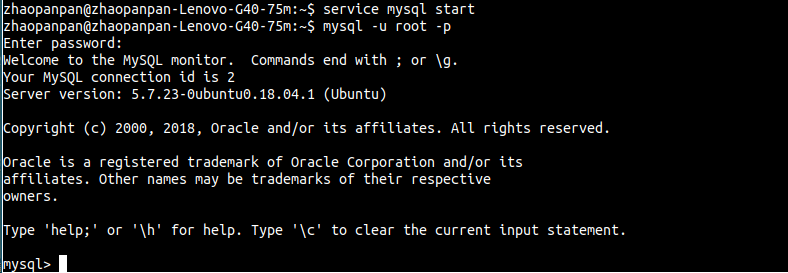 zhaopanpan@zhaopanpan-Lenovo-G40-75m:~$ service mysql start
zhaopanpan@zhaopanpan-Lenovo-G40-75m:~$ mysql -u root -p
Enter password:
Welcome to the MySQL monitor.  Commands end with ; or \g.
Your MySQL connection id is 2
Server version: 5.7.23-0ubuntu0.18.04.1 (Ubuntu)
Copyright (c) 2000, 2018, Oracle and/or its affiliates. All rights reserved.
Oracle is a registered trademark of Oracle Corporation and/or its
affiliates. Other names may be trademarks of their respective
owners.
Type 'help;' or '\h' for help. Type '\c' to clear the current input statement.
mysql>